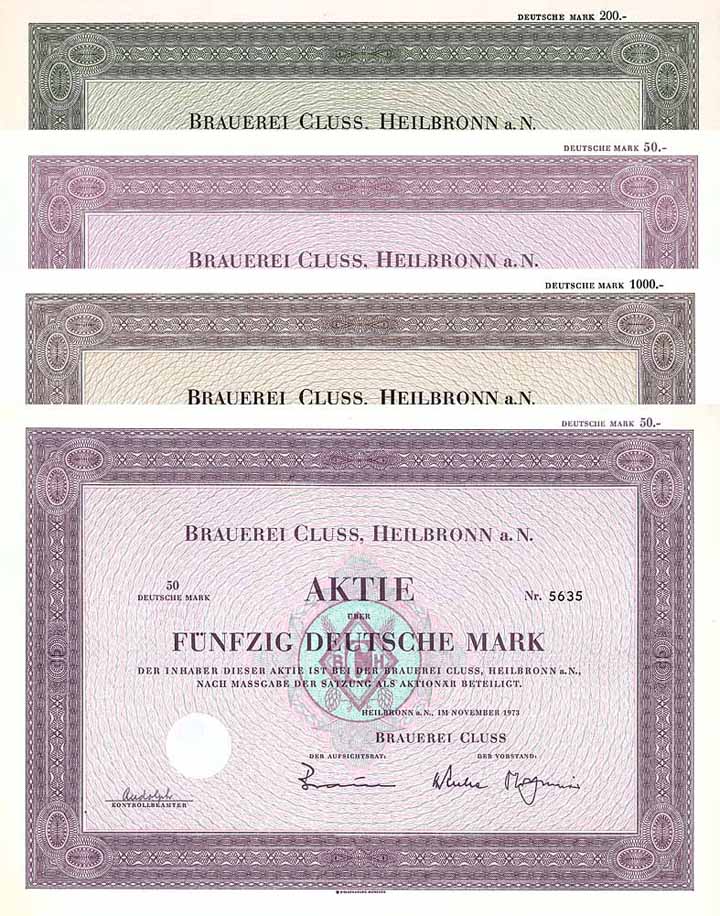 DEUTSCHE MARK 200.-
BRAUEREI CLUSS, HEILBRONN a. N.
DEUTSCHE MARK 50.-
BRAUEREI CLUSS, HEILBRONN a. N.
DEUTSCHE MARK 1000.-
BRAUEREI CLUSS, HEILBRONN a. N.
DEUTSCHE MARK 50.-
BRAUEREI CLUSS, HEILBRONN a. N.
50
DEUTSCHE MARK
AKTIE
Nr. 5635
ÜBER
FÜNFZIG DEUTSCHE MARK
B C H
DER INHABER DIESER AKTIE IST BEI DER BRAUEREI CLUSS, HEILBRONN a.N.,
NACH MASSGABE DER SATZUNG ALS AKTIONÄR BETEILIGT.
HEILBRONN a.N., IM NOVEMBER 1973
BRAUEREI CLUSS
DER AUFSICHTSRAT:
DER VORSTAND:
Rudolph
KONTROLLBEAMTER